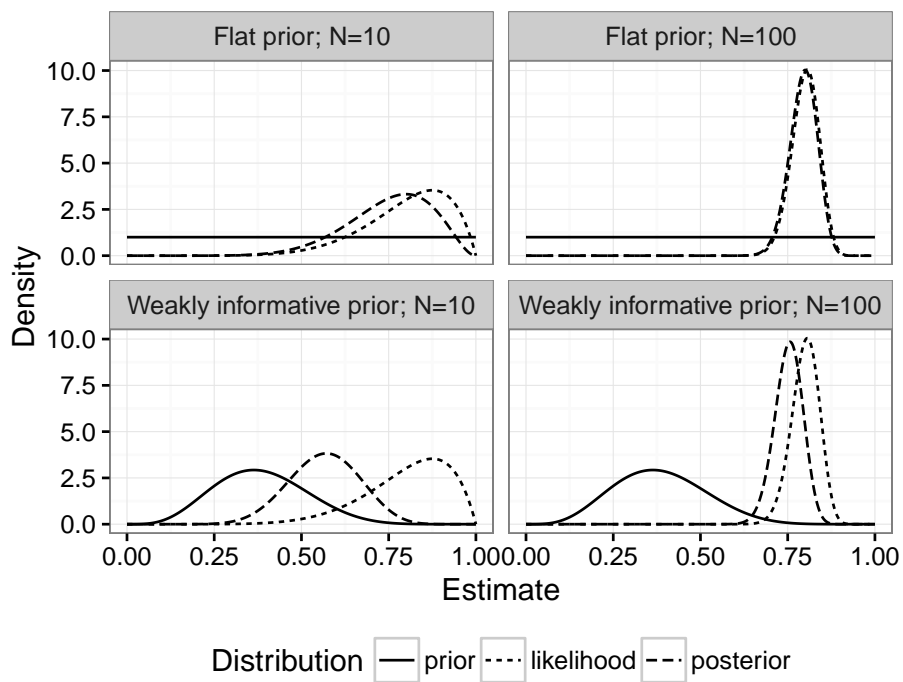 Flat prior; N=10
Flat prior; N=100
10.0
7.5
5.0
2.5
0.0
Weakly informative prior; N=10
Weakly informative prior; N=100
10.0
7.5
5.0
2.5
0.0
Density
0.00 0.25 0.50 0.75 1.00
0.00 0.25 0.50 0.75 1.00
Estimate
Distribution prior likelihood posterior